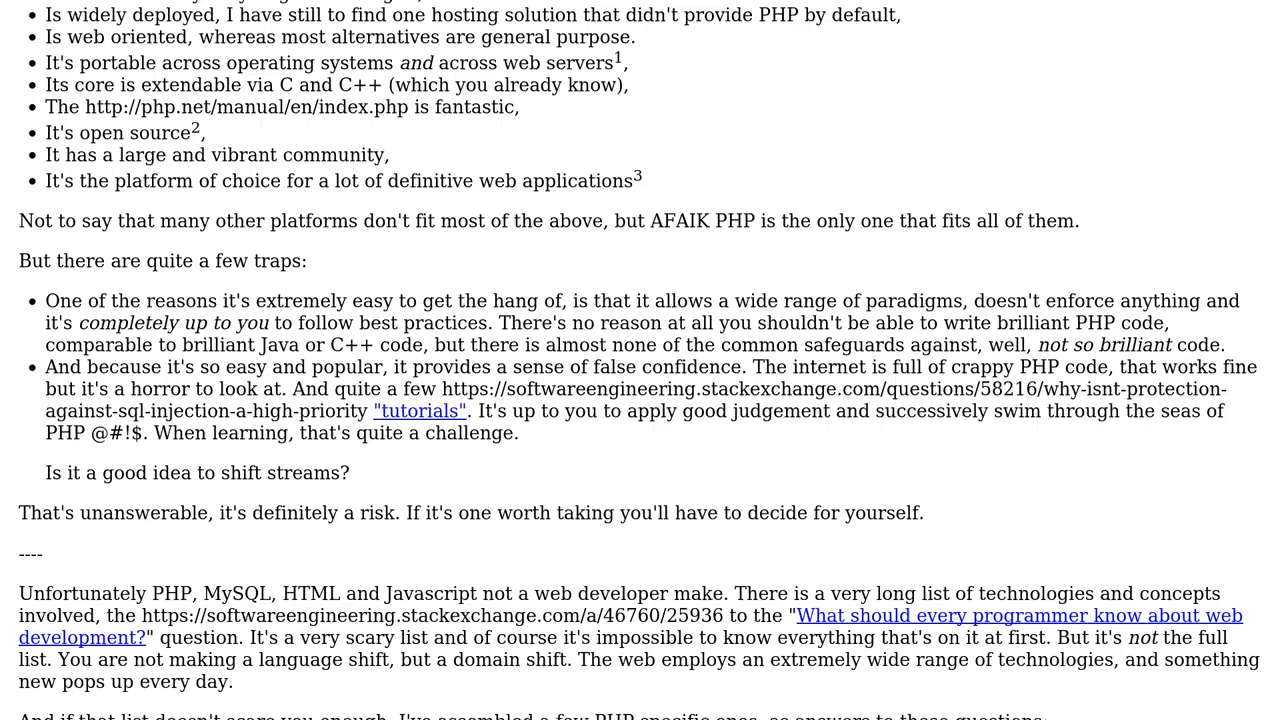 Is widely deployed, I have still to find one hosting solution that didn't provide PHP by default,
Is web oriented, whereas most alternatives are general purpose.
It's portable across operating systems and across web servers1,
Its core is extendable via C and C++ (which you already know),
The http://php.net/manual/en/index.php is fantastic,
It's open source2,
It has a large and vibrant community,
It's the platform of choice for a lot of definitive web applications3
Not to say that many other platforms don't fit most of the above, but AFAIK PHP is the only one that fits all of them.
But there are quite a few traps:
One of the reasons it's extremely easy to get the hang of, is that it allows a wide range of paradigms, doesn't enforce anything and
it's completely up to you to follow best practices. There's no reason at all you shouldn't be able to write brilliant PHP code,
comparable to brilliant Java or C++ code, but there is almost none of the common safeguards against, well, not so brilliant code.
And because it's so easy and popular, it provides a sense of false confidence. The internet is full of crappy PHP code, that works fine
but it's a horror to look at. And quite a few https://softwareengineering.stackexchange.com/questions/58216/why-isnt-protection-
against-sql-injection-a-high-priority "tutorials". It's up to you to apply good judgement and successively swim through the seas of
PHP @#!$. When learning, that's quite a challenge.
Is it a good idea to shift streams?
That's unanswerable, it's definitely a risk. If it's one worth taking you'll have to decide for yourself.
----
Unfortunately PHP, MySQL, HTML and Javascript not a web developer make. There is a very long list of technologies and concepts
involved, the https://softwareengineering.stackexchange.com/a/46760/25936 to the "What should every programmer know about web
development?" question. It's a very scary list and of course it's impossible to know everything that's on it at first. But it's not the full
list. You are not making a language shift, but a domain shift. The web employs an extremely wide range of technologies, and something
new pops up every day.